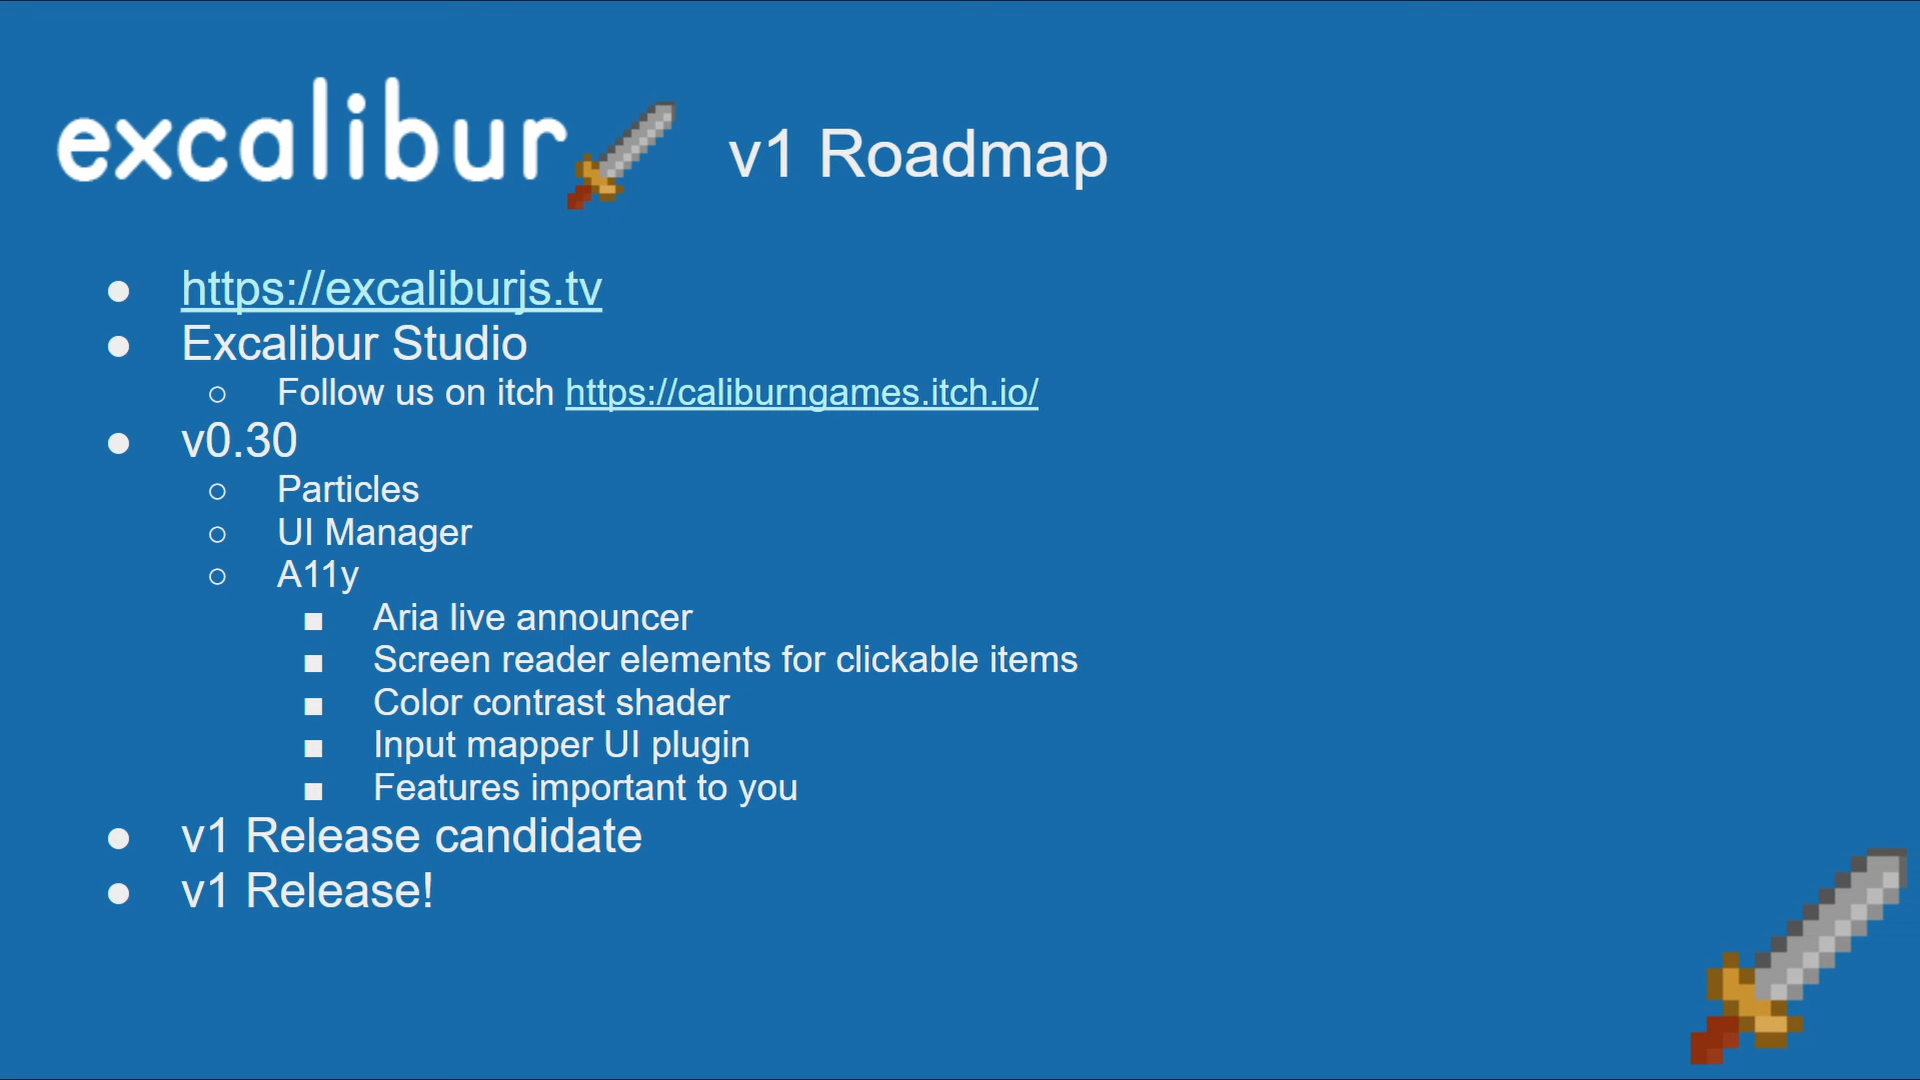 excalibur v1 Roadmap
● https://excaliburjs.tv
● Excalibur Studio
○ Follow us on itch https://caliburngames.itch.io/
● v0.30
○ Particles
○ UI Manager
○ A11y
■ Aria live announcer
■ Screen reader elements for clickable items
■ Color contrast shader
■ Input mapper UI plugin
■ Features important to you
● v1 Release candidate
● v1 Release!